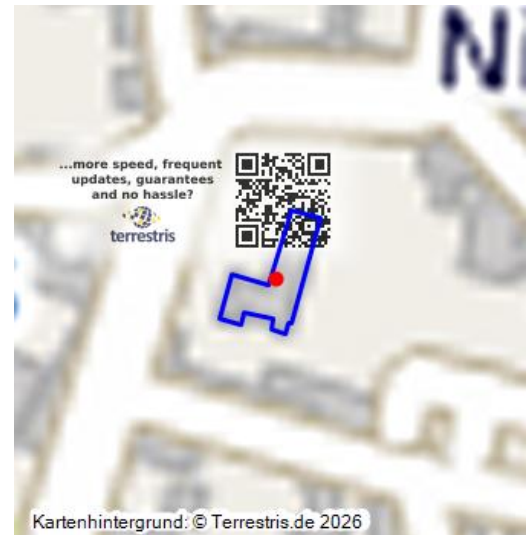 ...more speed, frequent
updates, guarantees
and no hassle?
terrestris
Kartenhintergrund: © Terrestris.de 2026